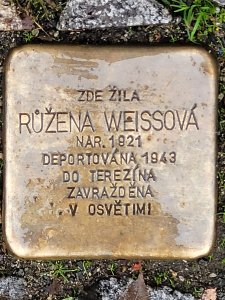 ZDE ŽILA
RŮŽENA WEISSOVÁ
NAR. 1921
DEPORTOVÁNA 1943
DO TEREZÍNA
ZAVRAŽDĚNA
V OSVĚTIMI